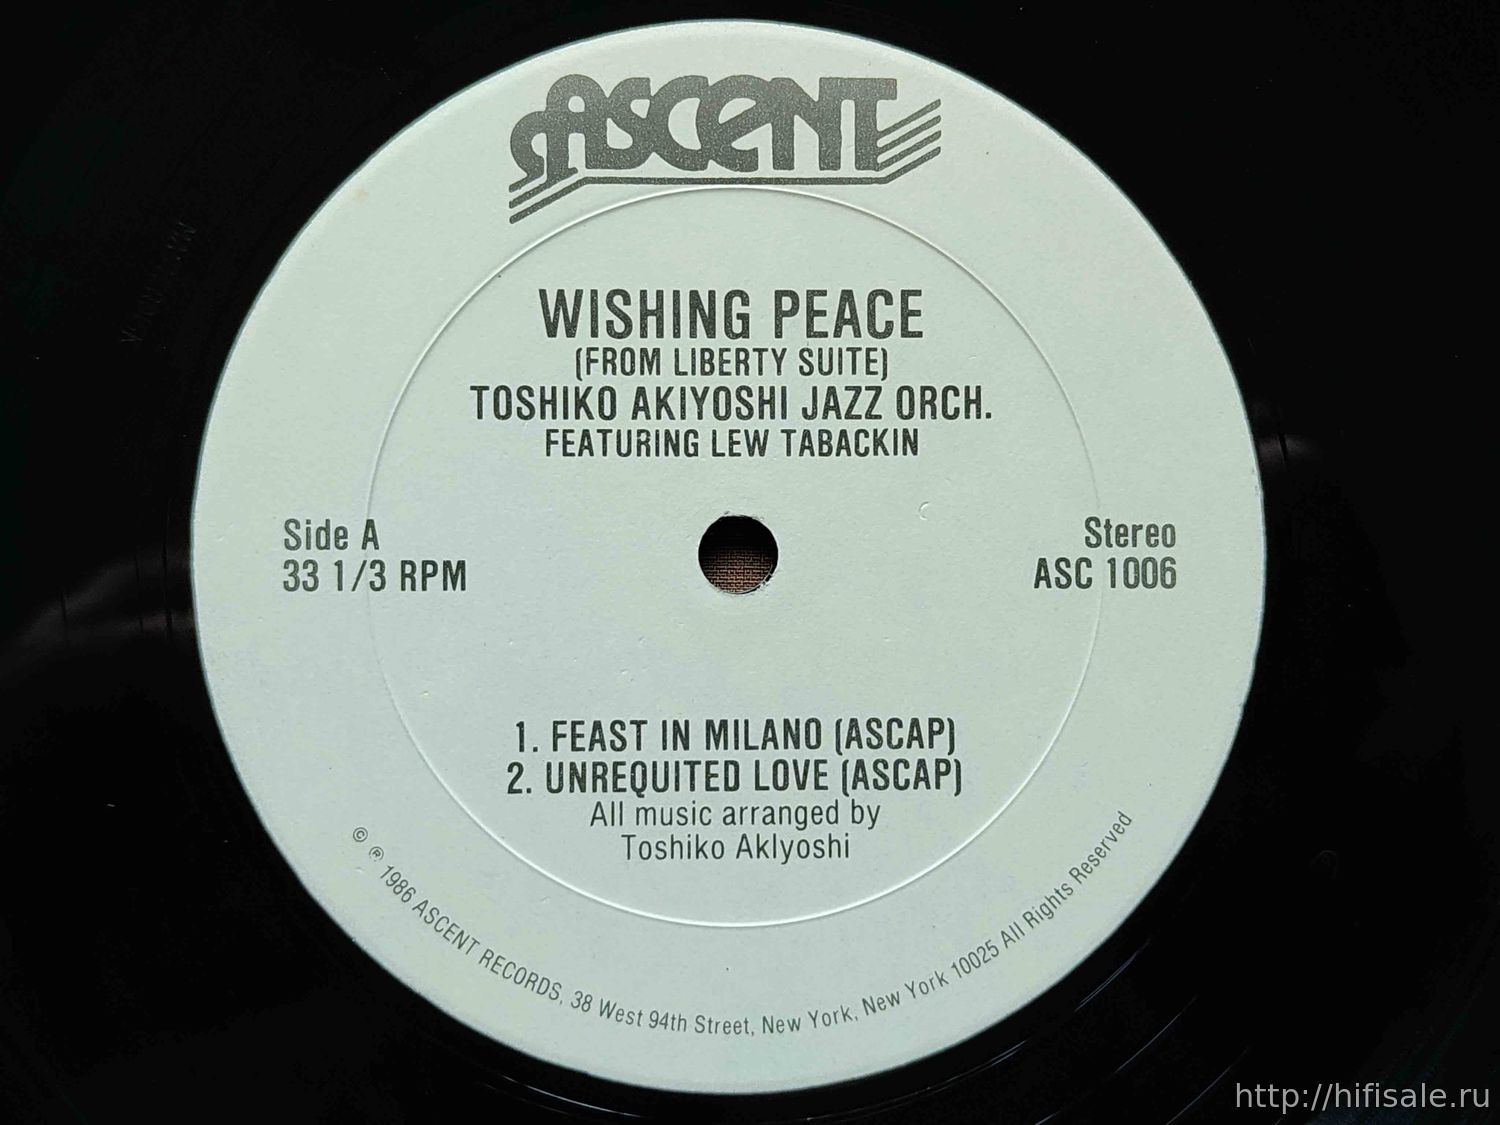 ASCENT
WISHING PEACE
(FROM LIBERTY SUITE)
TOSHIKO AKIYOSHI JAZZ ORCH.
FEATURING LEW TABACKIN
Side A
33 1/3 RPM
Stereo
ASC 1006
1. FEAST IN MILANO (ASCAP)
2. UNREQUITED LOVE (ASCAP)
All music arranged by
Toshiko AkIyoshi
© ® 1986 ASCENT RECORDS, 38 West 94th Street, New York, New York 10025 All Rights Reserved
http://hifisale.ru